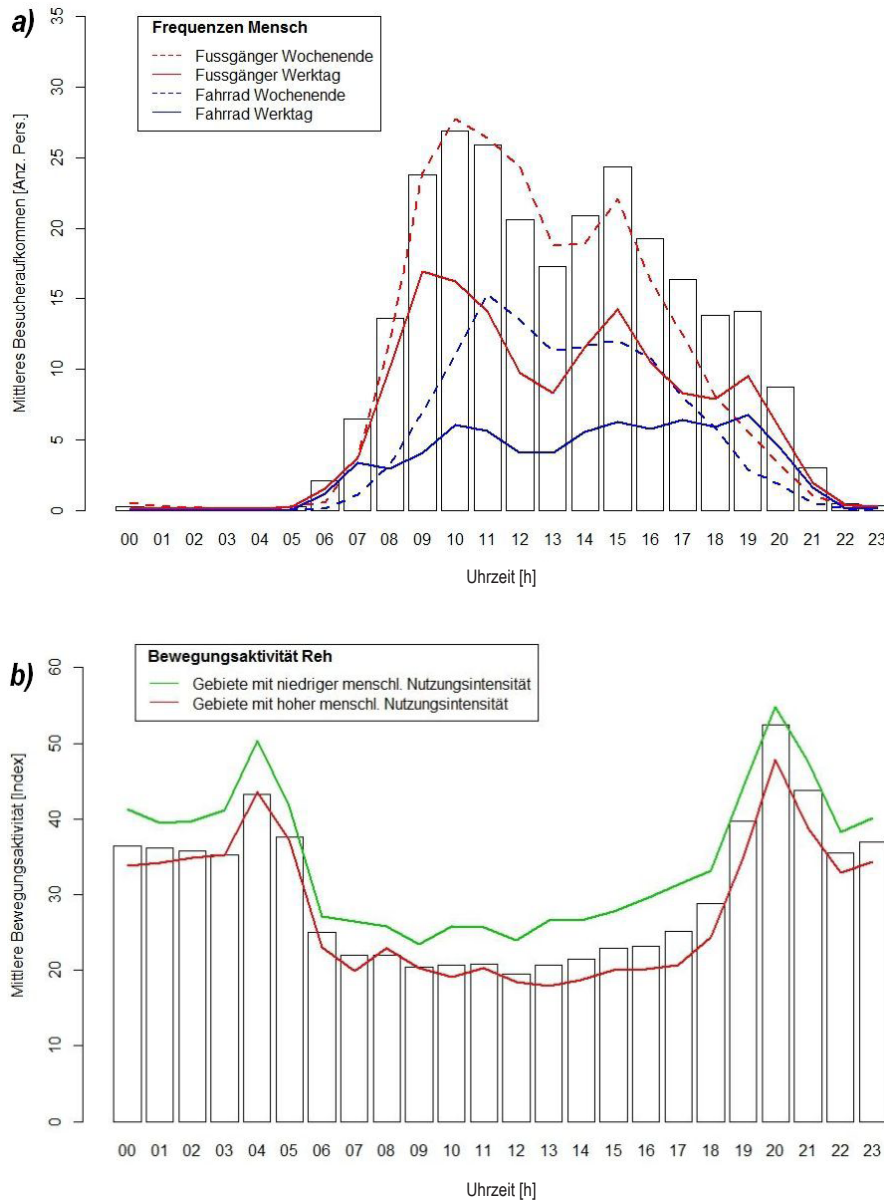 a)
Frequenzen Mensch
Fussgänger Wochenende
Fussgänger Werktag
Fahrrad Wochenende
Fahrrad Werktag
Mittleres Besucheraufkommen [Anz. Pers.]
35
30
25
20
15
10
5
0
00 01 02 03 04 05 06 07 08 09 10 11 12 13 14 15 16 17 18 19 20 21 22 23
Uhrzeit [h]
b)
Bewegungsaktivität Reh
Gebiete mit niedriger menschl. Nutzungsintensität
Gebiete mit hoher menschl. Nutzungsintensität
Mittlere Bewegungsaktivität [Index]
60
50
40
30
20
10
0
00 01 02 03 04 05 06 07 08 09 10 11 12 13 14 15 16 17 18 19 20 21 22 23
Uhrzeit [h]